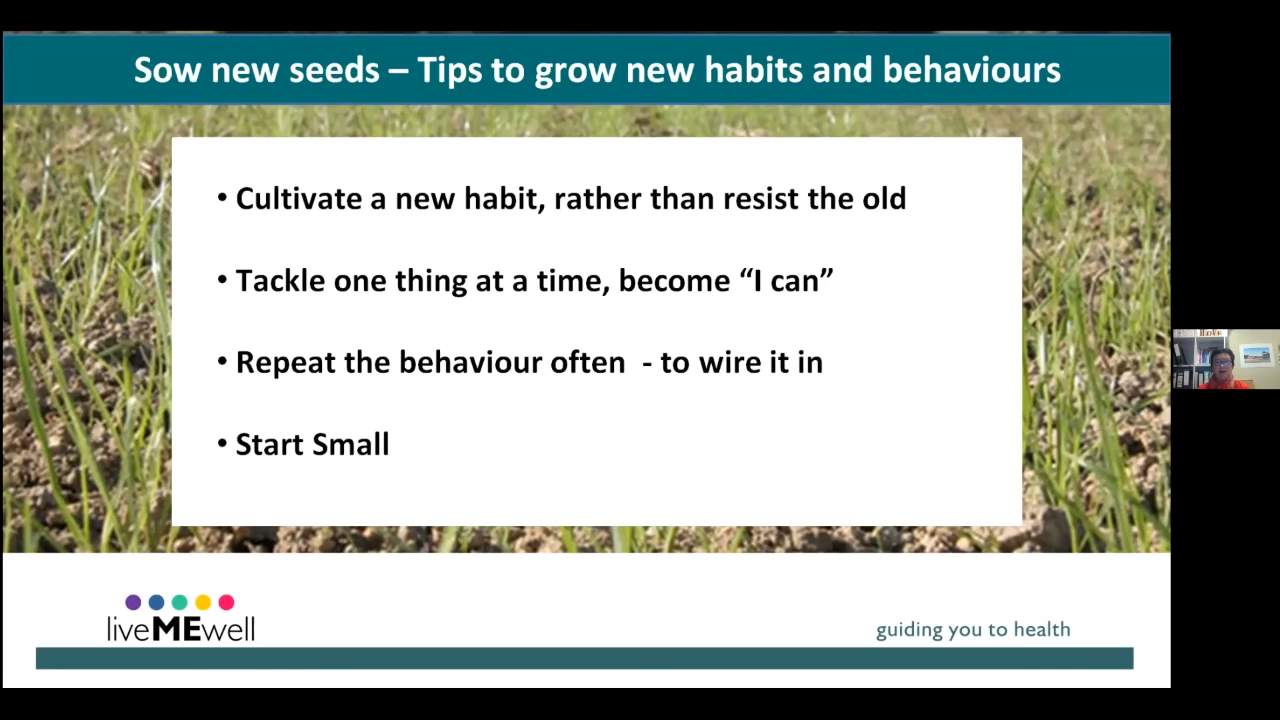 Sow new seeds – Tips to grow new habits and behaviours
• Cultivate a new habit, rather than resist the old
• Tackle one thing at a time, become “I can”
• Repeat the behaviour often - to wire it in
• Start Small
liveMEwell
guiding you to health